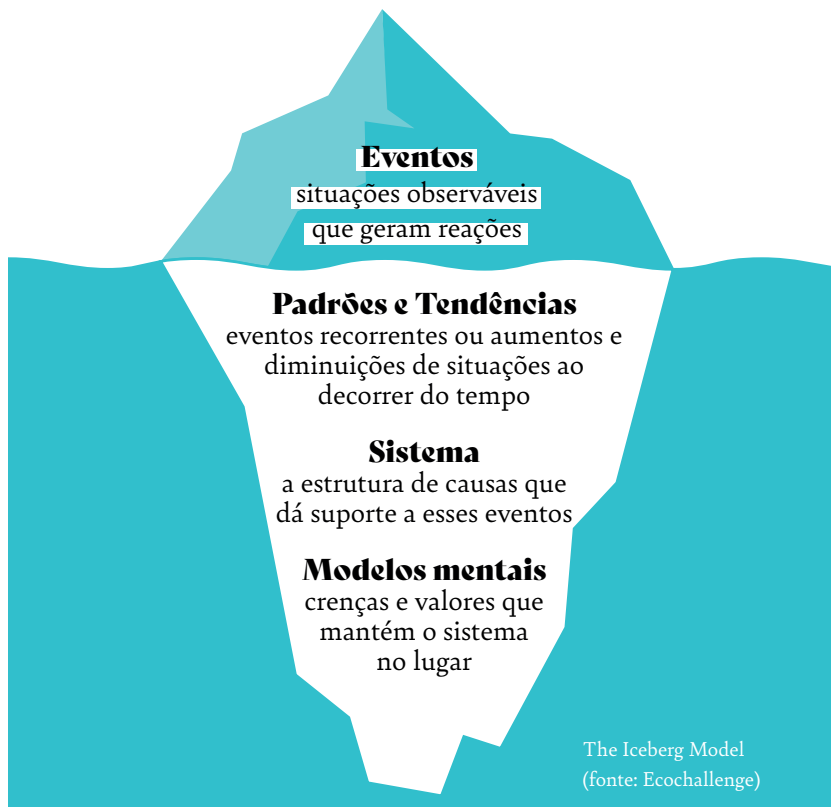 Eventos
situações observáveis
que geram reações
Padrões e Tendências
eventos recorrentes ou aumentos e
diminuições de situações ao
decorrer do tempo
Sistema
a estrutura de causas que
dá suporte a esses eventos
Modelos mentais
crenças e valores que
mantém o sistema
no lugar
The Iceberg Model
(fonte: Ecochallenge)